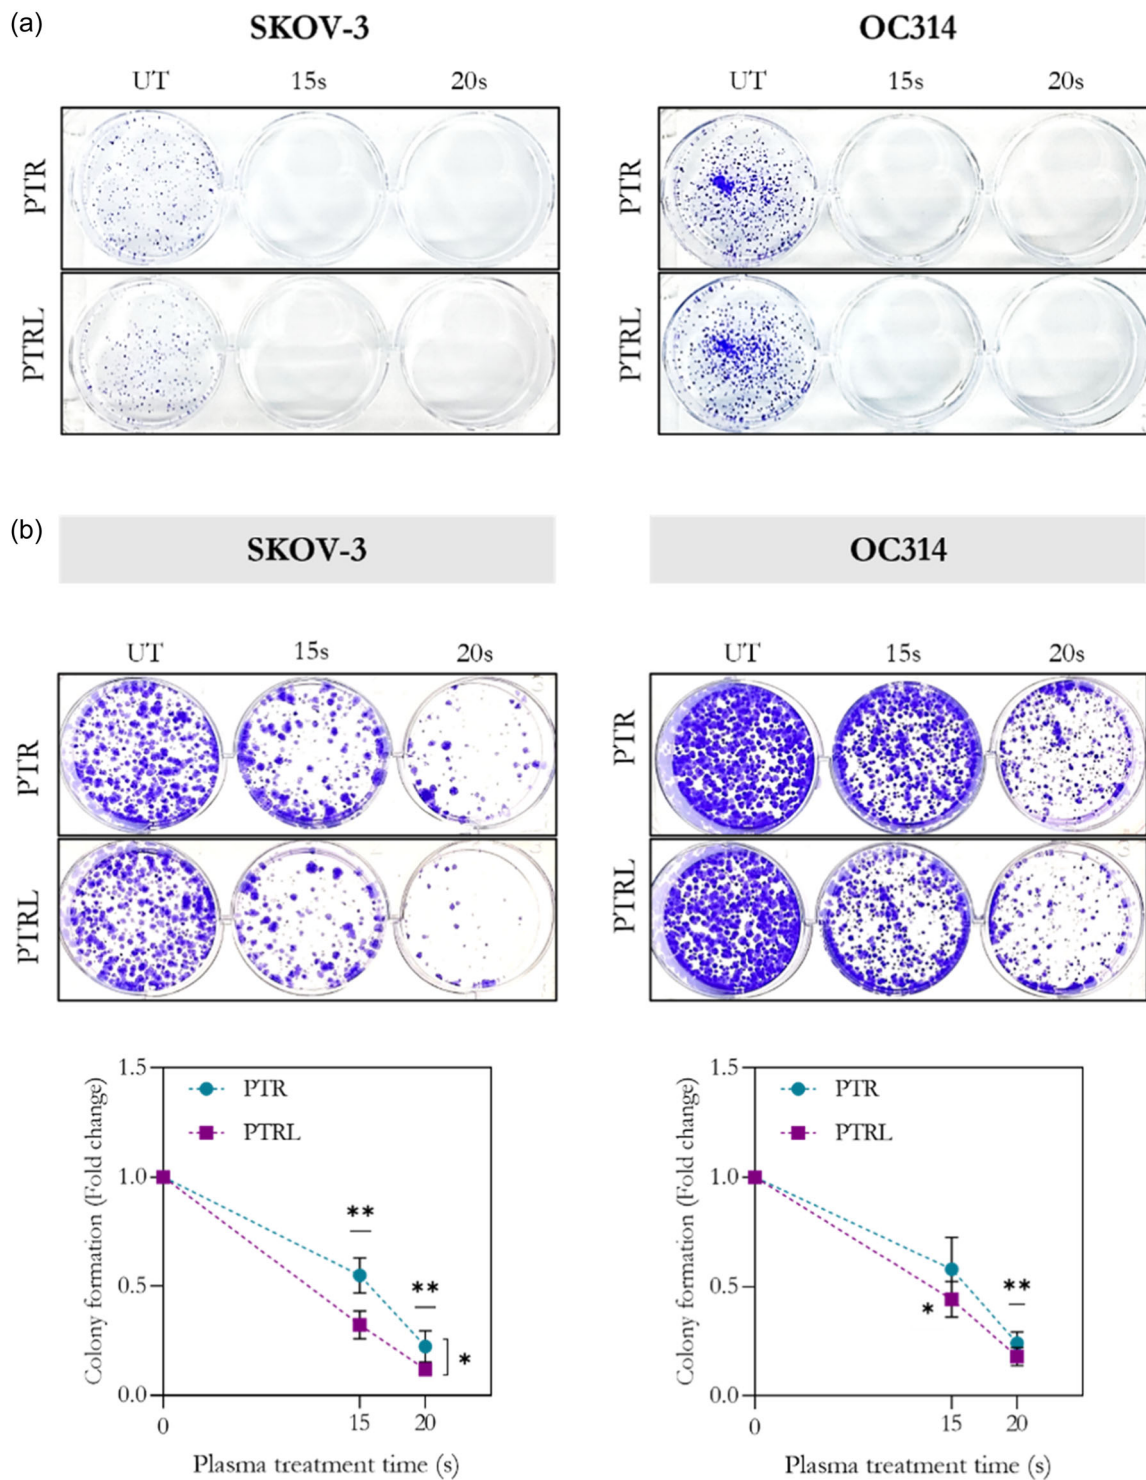 (a)
SKOV-3 OC314
UT 15s 20s UT 15s 20s
PTR PTR
PTRL PTRL
(b)
SKOV-3 OC314
UT 15s 20s UT 15s 20s
PTR PTR
PTRL PTRL
Colony formation (Fold change)
1.5
1.0
0.5
0.0
PTR
PTRL
**
**
*
0 15 20
Plasma treatment time (s)
Colony formation (Fold change)
1.5
1.0
0.5
0.0
PTR
PTRL
*
**
0 15 20
Plasma treatment time (s)